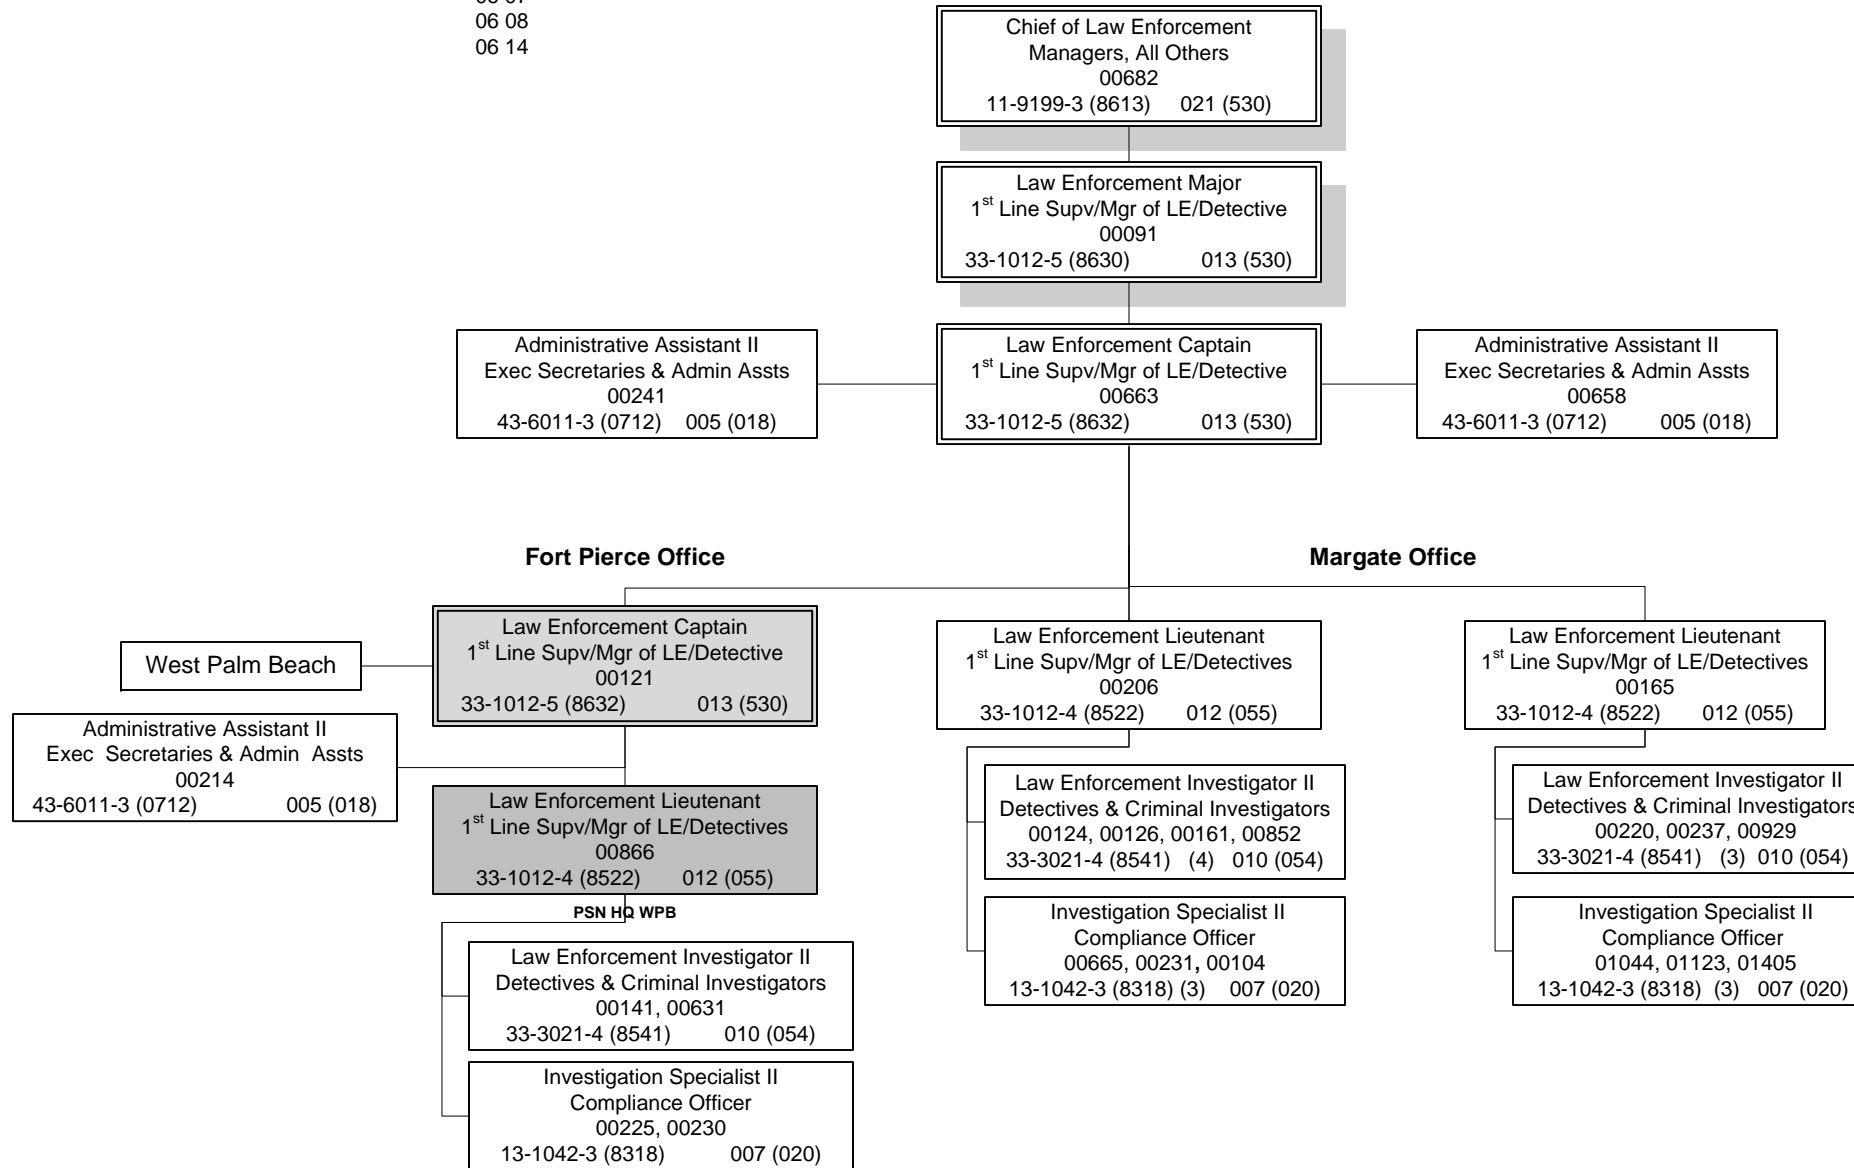 06 08
06 14
Chief of Law Enforcement
Managers, All Others
00682
11-9199-3 (8613) 021 (530)
Law Enforcement Major
1st Line Supv/Mgr of LE/Detective
00091
33-1012-5 (8630) 013 (530)
Administrative Assistant II
Exec Secretaries & Admin Assts
00241
43-6011-3 (0712) 005 (018)
Law Enforcement Captain
1st Line Supv/Mgr of LE/Detective
00663
33-1012-5 (8632) 013 (530)
Administrative Assistant II
Exec Secretaries & Admin Assts
00658
43-6011-3 (0712) 005 (018)
Fort Pierce Office
Margate Office
West Palm Beach
Law Enforcement Captain
1st Line Supv/Mgr of LE/Detective
00121
33-1012-5 (8632) 013 (530)
Administrative Assistant II
Exec Secretaries & Admin Assts
00214
43-6011-3 (0712) 005 (018)
Law Enforcement Lieutenant
1st Line Supv/Mgr of LE/Detectives
00866
33-1012-4 (8522) 012 (055)
PSN HQ WPB
Law Enforcement Investigator II
Detectives & Criminal Investigators
00141, 00631
33-3021-4 (8541) 010 (054)
Investigation Specialist II
Compliance Officer
00225, 00230
13-1042-3 (8318) 007 (020)
Law Enforcement Lieutenant
1st Line Supv/Mgr of LE/Detectives
00206
33-1012-4 (8522) 012 (055)
Law Enforcement Investigator II
Detectives & Criminal Investigators
00124, 00126, 00161, 00852
33-3021-4 (8541) (4) 010 (054)
Investigation Specialist II
Compliance Officer
00665, 00231, 00104
13-1042-3 (8318) (3) 007 (020)
Law Enforcement Lieutenant
1st Line Supv/Mgr of LE/Detectives
00165
33-1012-4 (8522) 012 (055)
Law Enforcement Investigator II
Detectives & Criminal Investigators
00220, 00237, 00929
33-3021-4 (8541) (3) 010 (054)
Investigation Specialist II
Compliance Officer
01044, 01123, 01405
13-1042-3 (8318) (3) 007 (020)